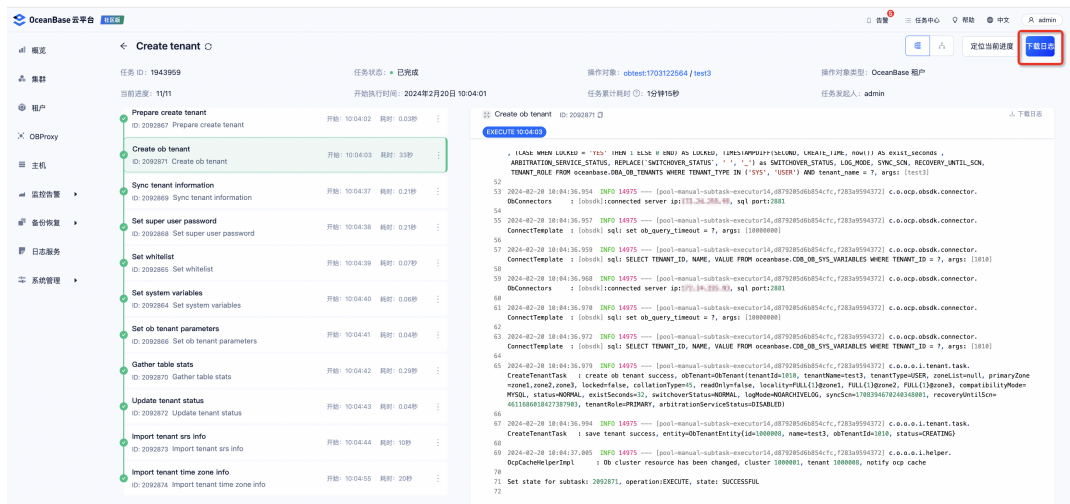 OceanBase 云平台 社区版
告警 9 任务中心 帮助 中文 admin
概览
集群
租户
OBProxy
主机
监控告警
备份恢复
日志服务
系统管理
Create tenant
定位当前进度
下载日志
任务 ID： 1943959
任务状态： 已完成
操作对象： obtest:1703122564 / test3
操作对象类型： OceanBase 租户
当前进度： 11/11
开始执行时间： 2024年2月20日 10:04:01
任务累计耗时 ： 1分钟15秒
任务发起人： admin
Prepare create tenant
ID: 2092867 Prepare create tenant
开始: 10:04:02 耗时: 0.03秒
Create ob tenant
ID: 2092871 Create ob tenant
开始: 10:04:03 耗时: 33秒
Sync tenant information
ID: 2092869 Sync tenant information
开始: 10:04:37 耗时: 0.21秒
Set super user password
ID: 2092868 Set super user password
开始: 10:04:38 耗时: 0.21秒
Set whitelist
ID: 2092865 Set whitelist
开始: 10:04:39 耗时: 0.07秒
Set system variables
ID: 2092864 Set system variables
开始: 10:04:40 耗时: 0.06秒
Set ob tenant parameters
ID: 2092866 Set ob tenant parameters
开始: 10:04:41 耗时: 0.04秒
Gather table stats
ID: 2092870 Gather table stats
开始: 10:04:42 耗时: 0.29秒
Update tenant status
ID: 2092872 Update tenant status
开始: 10:04:43 耗时: 0.04秒
Import tenant srs info
ID: 2092873 Import tenant srs info
开始: 10:04:44 耗时: 10秒
Import tenant time zone info
ID: 2092874 Import tenant time zone info
开始: 10:04:55 耗时: 20秒
Create ob tenant ID: 2092871
下载日志
EXECUTE 10:04:03
, (CASE WHEN LOCKED = 'YES' THEN 1 ELSE 0 END) AS LOCKED, TIMESTAMPDIFF(SECOND, CREATE_TIME, now()) AS exist_seconds ,
ARBITRATION_SERVICE_STATUS, REPLACE(`SWITCHOVER_STATUS`, ' ', '_') as SWITCHOVER_STATUS, LOG_MODE, SYNC_SCN, RECOVERY_UNTIL_SCN,
TENANT_ROLE FROM oceanbase.DBA_OB_TENANTS WHERE TENANT_TYPE IN ('SYS', 'USER') AND tenant_name = ?, args: [test3]
52
53 2024-02-20 10:04:36.954 INFO 14975 --- [pool-manual-subtask-executor14,d879205d6b854cfc,f283a9594372] c.o.ocp.obsdk.connector.
ObConnectors : [obsdk]:connected server ip: , sql port:2881
54
55 2024-02-20 10:04:36.957 INFO 14975 --- [pool-manual-subtask-executor14,d879205d6b854cfc,f283a9594372] c.o.ocp.obsdk.connector.
ConnectTemplate : [obsdk] sql: set ob_query_timeout = ?, args: [10000000]
56
57 2024-02-20 10:04:36.959 INFO 14975 --- [pool-manual-subtask-executor14,d879205d6b854cfc,f283a9594372] c.o.ocp.obsdk.connector.
ConnectTemplate : [obsdk] sql: SELECT TENANT_ID, NAME, VALUE FROM oceanbase.CDB_OB_SYS_VARIABLES WHERE TENANT_ID = ?, args: [1010]
58
59 2024-02-20 10:04:36.968 INFO 14975 --- [pool-manual-subtask-executor14,d879205d6b854cfc,f283a9594372] c.o.ocp.obsdk.connector.
ObConnectors : [obsdk]:connected server ip: , sql port:2881
60
61 2024-02-20 10:04:36.970 INFO 14975 --- [pool-manual-subtask-executor14,d879205d6b854cfc,f283a9594372] c.o.ocp.obsdk.connector.
ConnectTemplate : [obsdk] sql: set ob_query_timeout = ?, args: [10000000]
62
63 2024-02-20 10:04:36.972 INFO 14975 --- [pool-manual-subtask-executor14,d879205d6b854cfc,f283a9594372] c.o.ocp.obsdk.connector.
ConnectTemplate : [obsdk] sql: SELECT TENANT_ID, NAME, VALUE FROM oceanbase.CDB_OB_SYS_VARIABLES WHERE TENANT_ID = ?, args: [1010]
64
65 2024-02-20 10:04:36.979 INFO 14975 --- [pool-manual-subtask-executor14,d879205d6b854cfc,f283a9594372] c.o.o.o.i.tenant.task.
CreateTenantTask : create ob tenant success, obTenant=ObTenant(tenantId=1010, tenantName=test3, tenantType=USER, zoneList=null, primaryZone
=zone1,zone2,zone3, locked=false, collationType=45, readOnly=false, locality=FULL{1}@zone1, FULL{1}@zone2, FULL{1}@zone3, compatibilityMode=
MYSQL, status=NORMAL, existSeconds=32, switchoverStatus=NORMAL, logMode=NOARCHIVELOG, syncScn=1708394670240348001, recoveryUntilScn=
4611686018427387903, tenantRole=PRIMARY, arbitrationServiceStatus=DISABLED)
66
67 2024-02-20 10:04:36.994 INFO 14975 --- [pool-manual-subtask-executor14,d879205d6b854cfc,f283a9594372] c.o.o.o.i.tenant.task.
CreateTenantTask : save tenant success, entity=ObTenantEntity{id=1000008, name=test3, obTenantId=1010, status=CREATING}
68
69 2024-02-20 10:04:37.005 INFO 14975 --- [pool-manual-subtask-executor14,d879205d6b854cfc,f283a9594372] c.o.o.o.i.helper.
OcpCacheHelperImpl : Ob cluster resource has been changed, cluster 1000001, tenant 1000008, notify ocp cache
70
71 Set state for subtask: 2092871, operation:EXECUTE, state: SUCCESSFUL
72